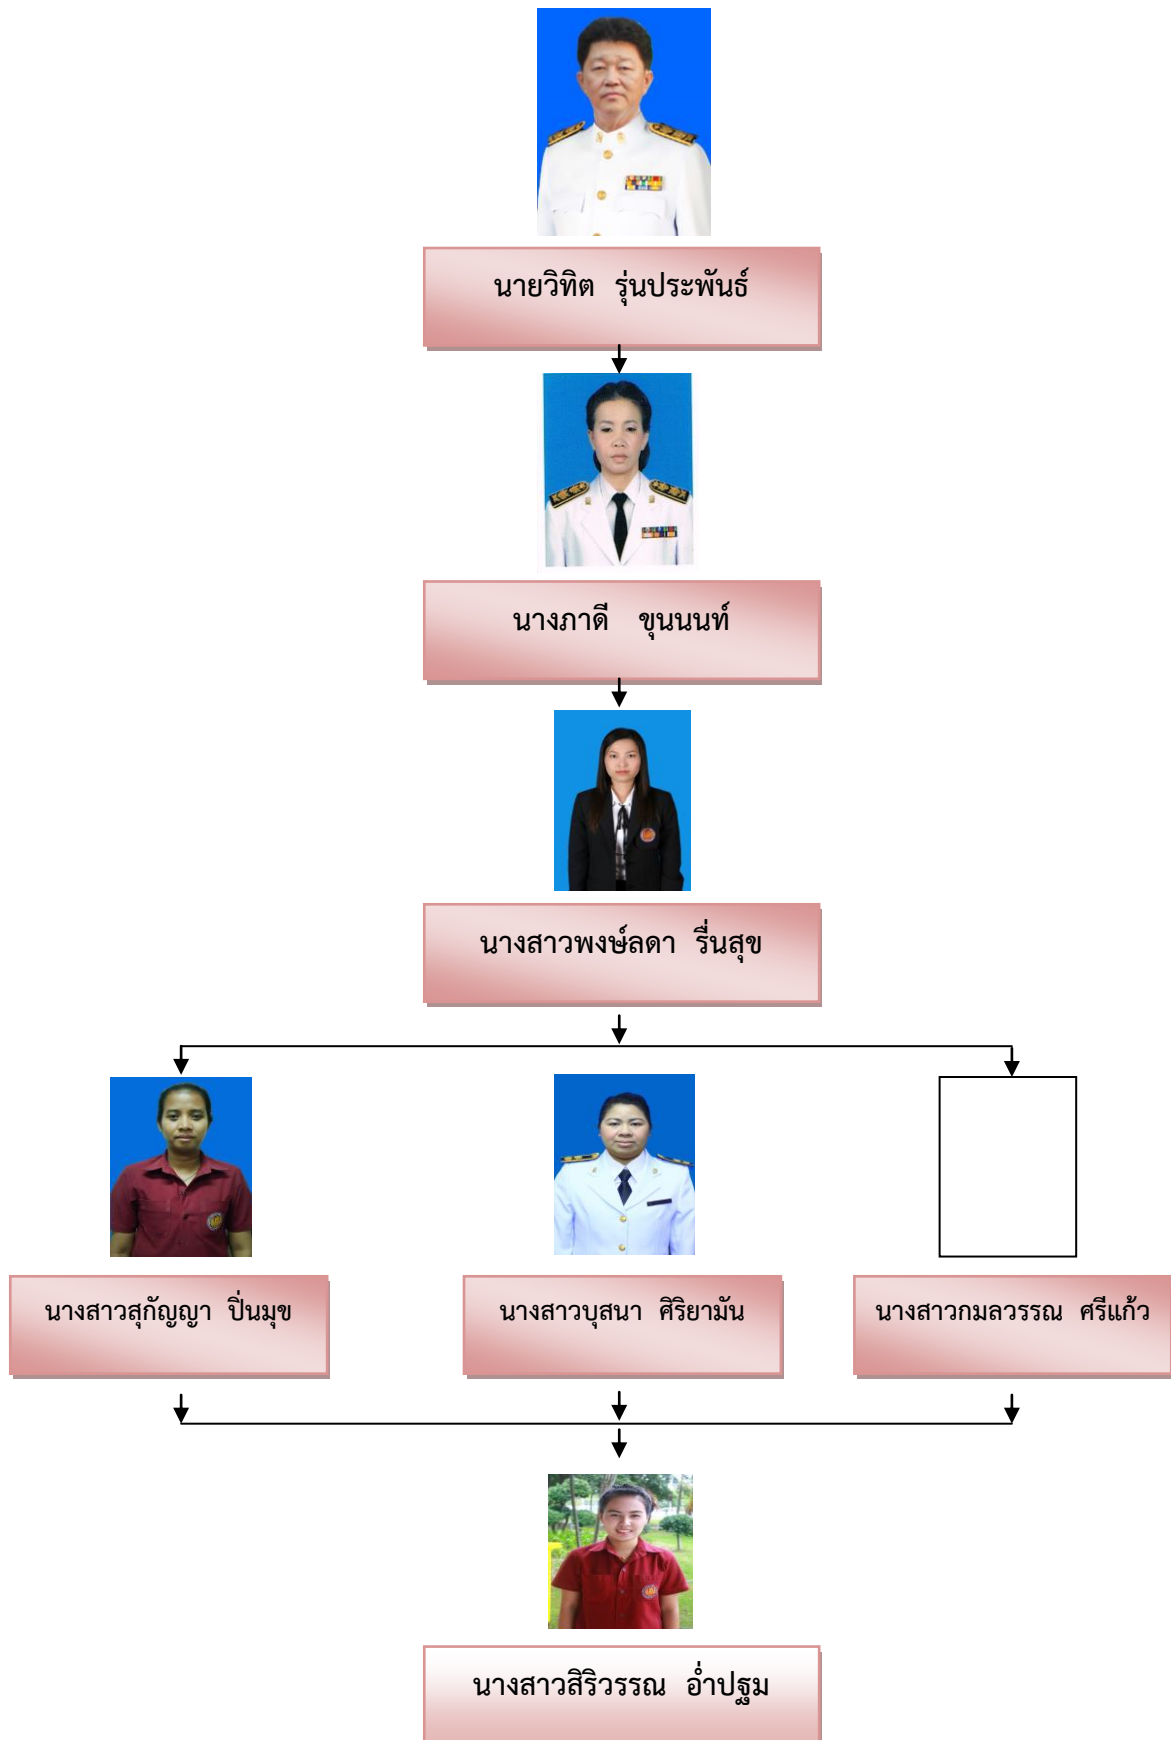 นายวิทิต รุ่นประพันธ์
นางภาดี ขุนนนท์
นางสาวพงษ์ลดา รื่นสุข
นางสาวสุกัญญา ปิ่นมุข
นางสาวบุสนา ศิริยามัน
นางสาวกมลวรรณ ศรีแก้ว
นางสาวสิริวรรณ อ่ำปฐม